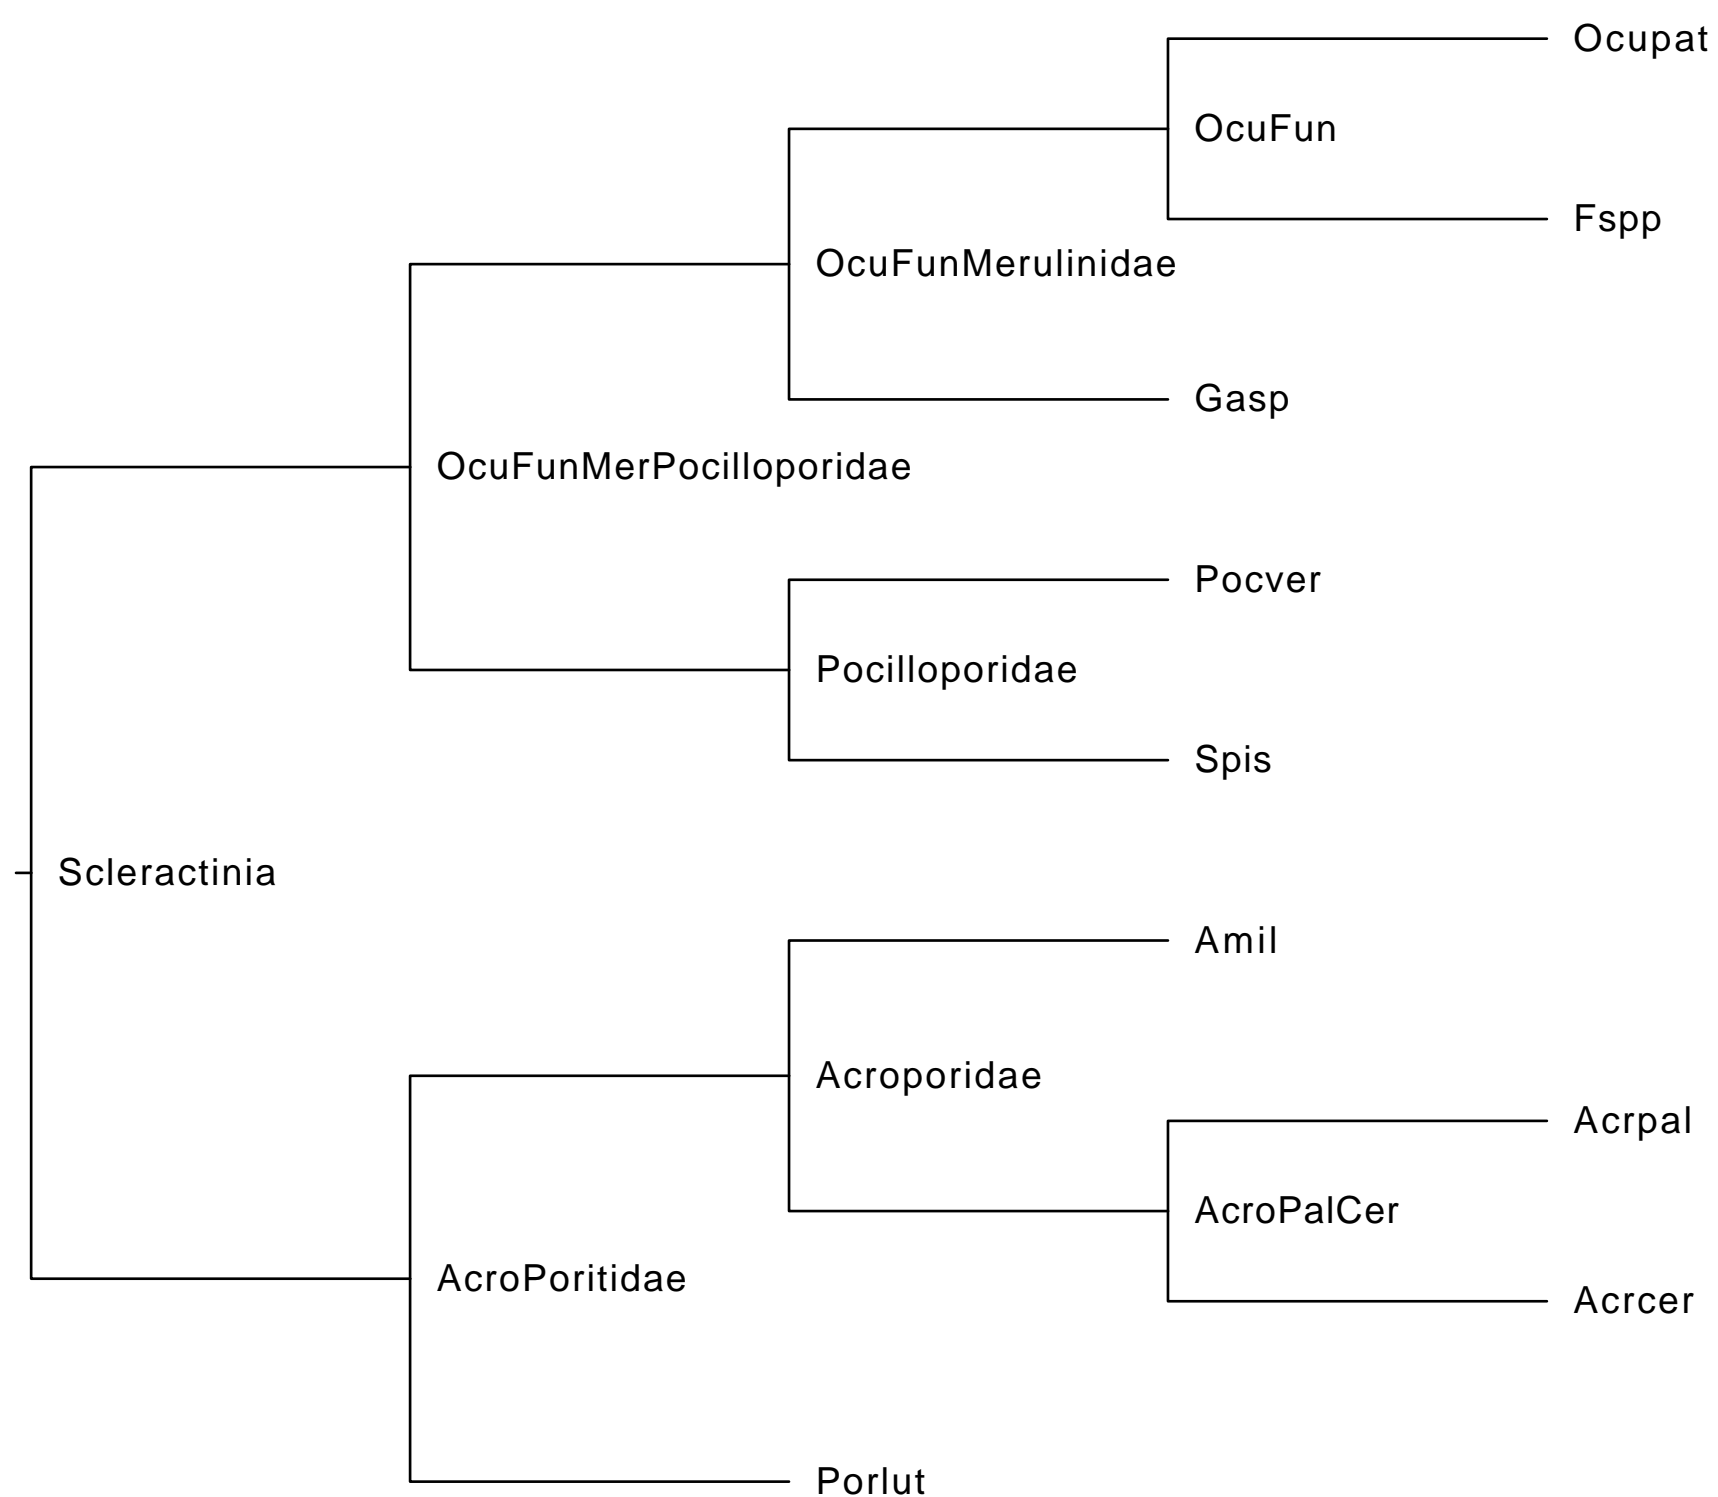 Ocupat
OcuFun
Fspp
OcuFunMerulinidae
Gasp
OcuFunMerPocilloporidae
Pocver
Pocilloporidae
Spis
Scleractinia
Amil
Acroporidae
Acrpal
AcroPalCer
AcroPoritidae
Acrcer
Porlut